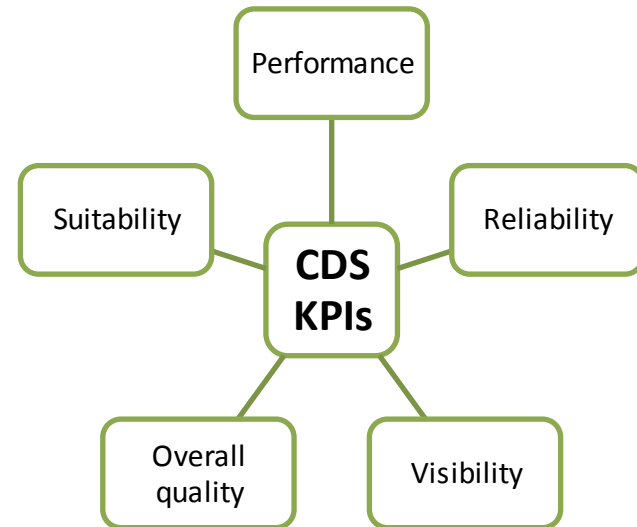 Performance
Suitability
Reliability
CDS
KPIs
Overall
quality
Visibility